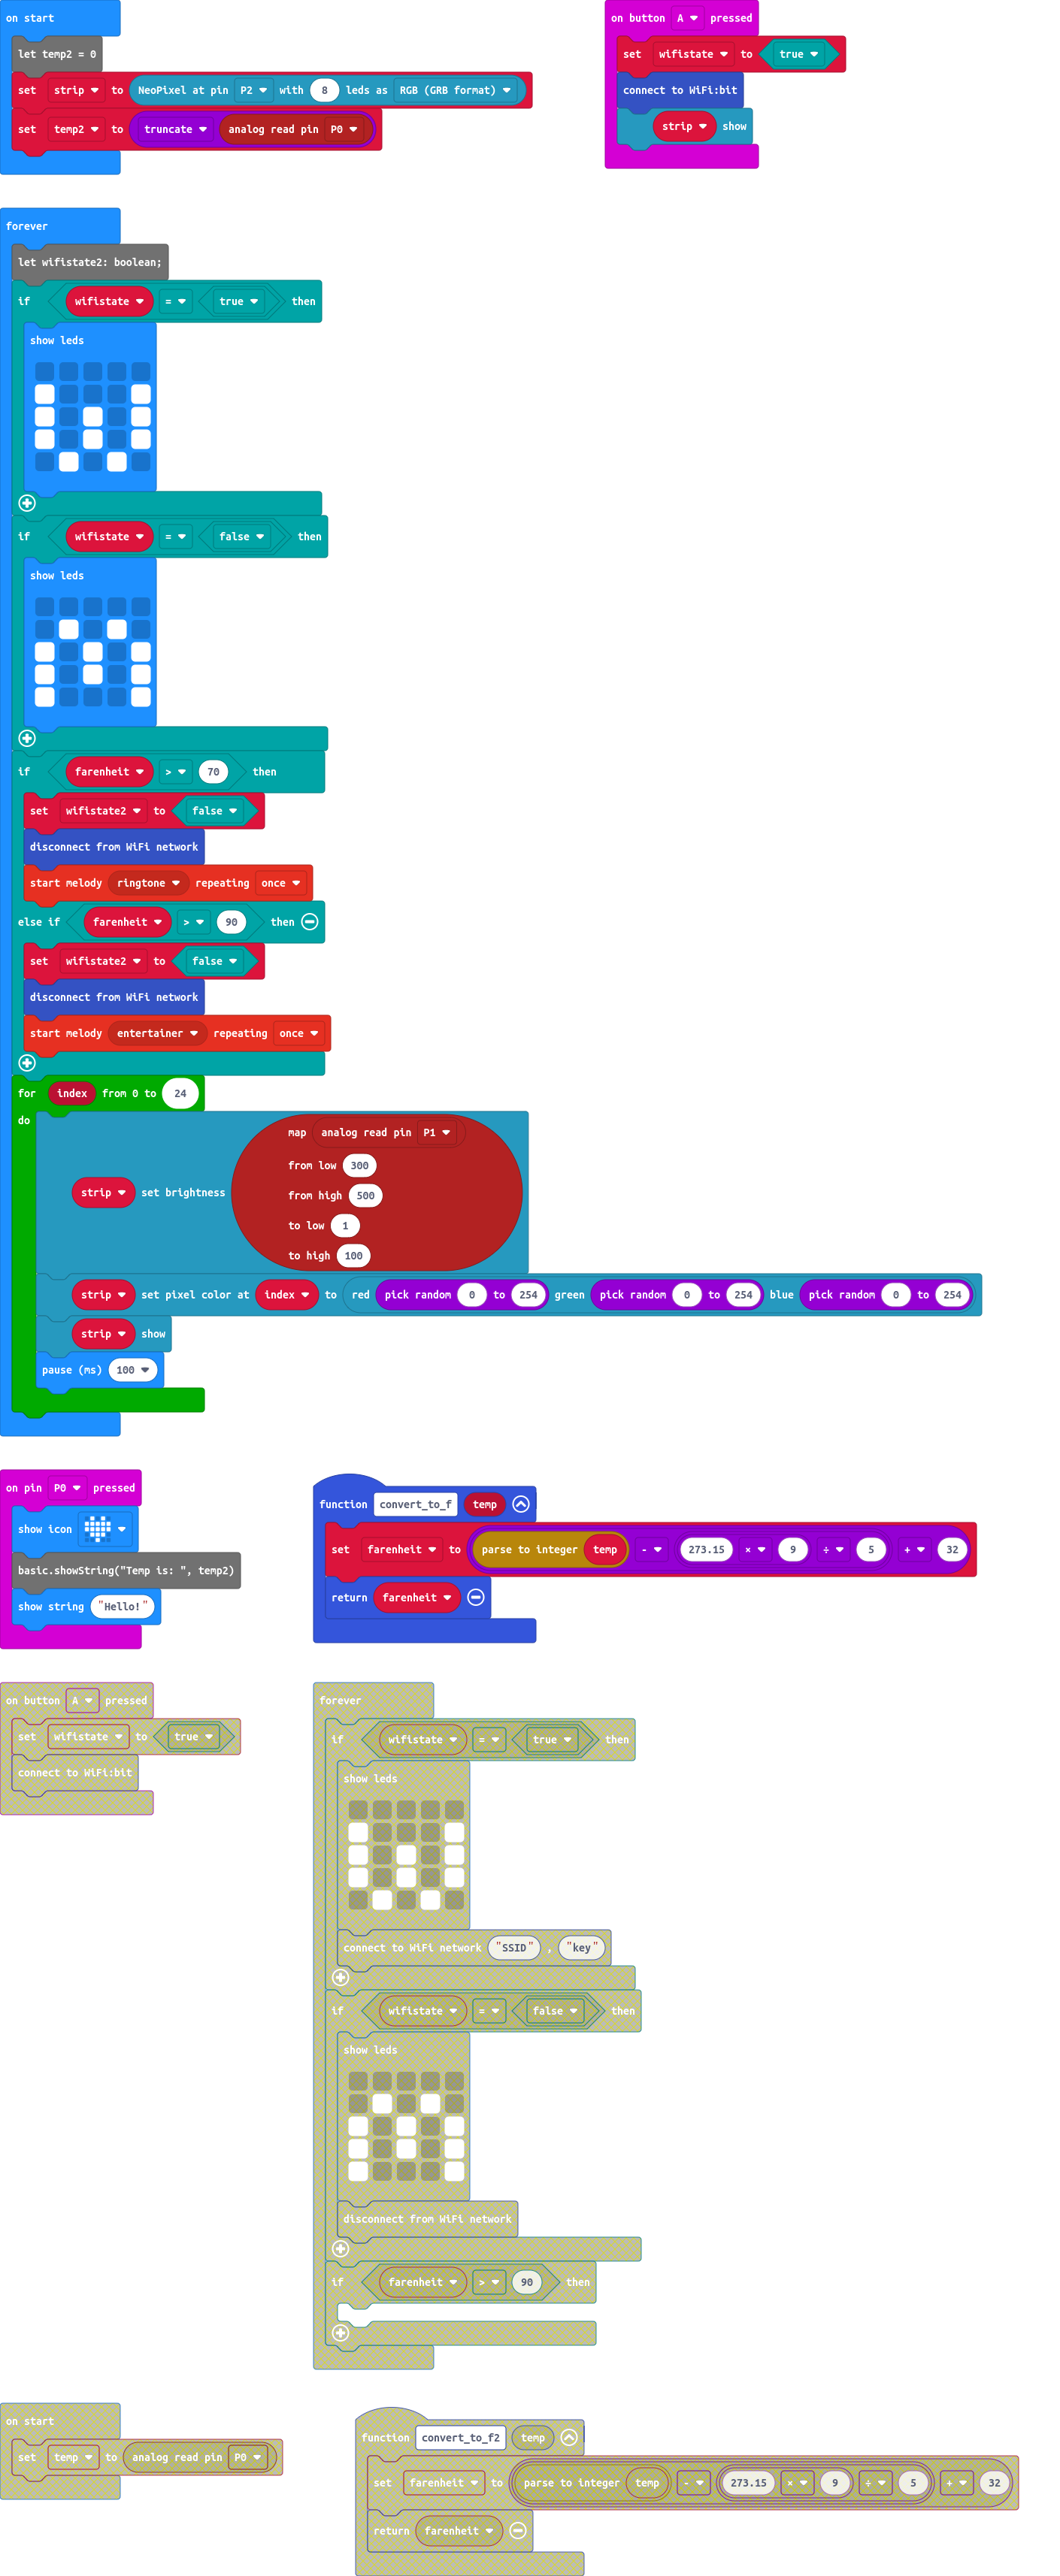 on start
let temp2 = 0
set strip to NeoPixel at pin P2 with 8 leds as RGB (GRB format)
set temp2 to truncate analog read pin P0
on button A pressed
set wifistate to true
connect to WiFi:bit
strip show
forever
let wifistate2: boolean;
if wifistate = true then
show leds
if wifistate = false then
show leds
if farenheit > 70 then
set wifistate2 to false
disconnect from WiFi network
start melody ringtone repeating once
else if farenheit > 90 then
set wifistate2 to false
disconnect from WiFi network
start melody entertainer repeating once
for index from 0 to 24
do
map analog read pin P1
from low 300
strip set brightness
from high 500
to low 1
to high 100
strip set pixel color at index to red pick random 0 to 254 green pick random 0 to 254 blue pick random 0 to 254
strip show
pause (ms) 100
on pin P0 pressed
show icon
basic.showString("Temp is: ", temp2)
show string "Hello!"
function convert_to_f temp
set farenheit to parse to integer temp - 273.15 × 9 ÷ 5 + 32
return farenheit
on button A pressed
set wifistate to true
connect to WiFi:bit
forever
if wifistate = true then
show leds
connect to WiFi network "SSID" , "key"
if wifistate = false then
show leds
disconnect from WiFi network
if farenheit > 90 then
on start
set temp to analog read pin P0
function convert_to_f2 temp
set farenheit to parse to integer temp - 273.15 × 9 ÷ 5 + 32
return farenheit